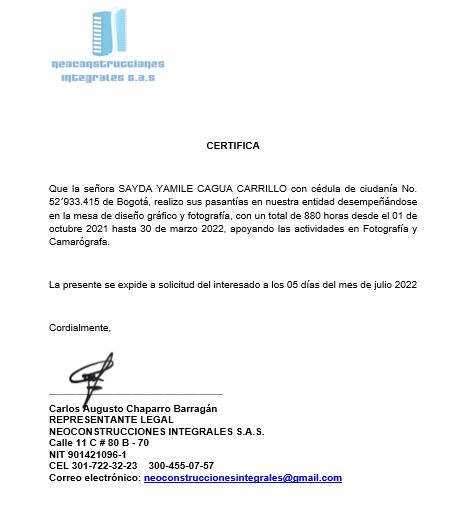 neoconstrucciones
integrales s.a.s
CERTIFICA
Que la señora SAYDA YAMILE CAGUA CARRILLO con cédula de ciudanía No.
52´933.415 de Bogotá, realizo sus pasantías en nuestra entidad desempeñándose
en la mesa de diseño gráfico y fotografía, con un total de 880 horas desde el 01 de
octubre 2021 hasta 30 de marzo 2022, apoyando las actividades en Fotografía y
Camarógrafa.
La presente se expide a solicitud del interesado a los 05 días del mes de julio 2022
Cordialmente,
Carlos Augusto Chaparro Barragán
REPRESENTANTE LEGAL
NEOCONSTRUCCIONES INTEGRALES S.A.S.
Calle 11 C # 80 B - 70
NIT 901421096-1
CEL 301-722-32-23 300-455-07-57
Correo electrónico: neoconstruccionesintegrales@gmail.com